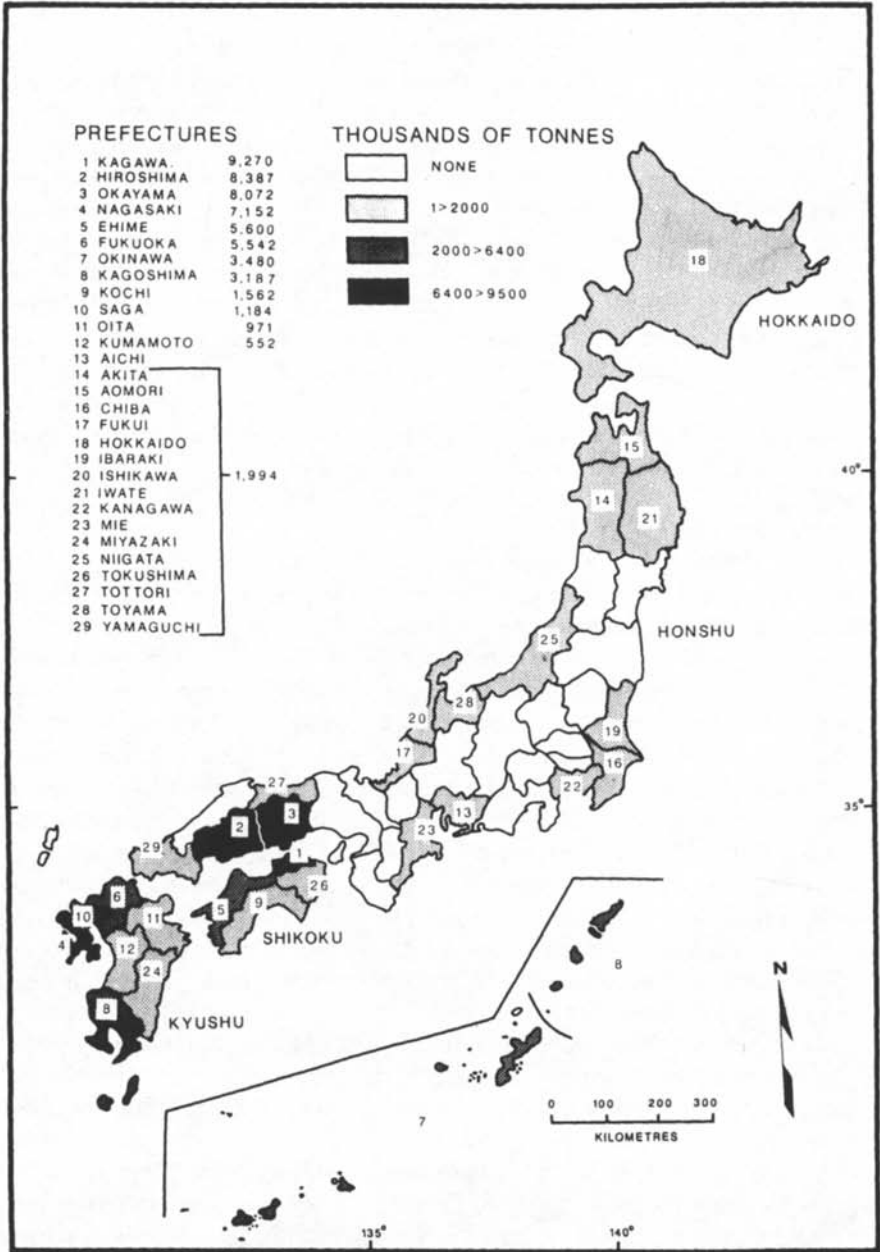 PREFECTURES
1 KAGAWA. 9,270
2 HIROSHIMA 8,387
3 OKAYAMA 8,072
4 NAGASAKI 7,152
5 EHIME 5.600
6 FUKUOKA 5,542
7 OKINAWA 3.480
8 KAGOSHIMA 3,187
9 KOCHI 1,562
10 SAGA 1,184
11 OITA 971
12 KUMAMOTO 552
13 AICHI
14 AKITA
15 AOMORI
16 CHIBA
17 FUKUI
18 HOKKAIDO
19 IBARAKI
20 ISHIKAWA
21 IWATE
22 KANAGAWA
23 MIE
24 MIYAZAKI
25 NIIGATA
26 TOKUSHIMA
27 TOTTORI
28 TOYAMA
29 YAMAGUCHI
1,994
THOUSANDS OF TONNES
NONE
1>2000
2000>6400
6400>9500
18
HOKKAIDO
15
40°
14
21
25
HONSHU
28
20
19
17
16
27
22
35°
3
13
2
23
29
1
26
6
5
9
10
11
SHIKOKU
4
12
24
8
N
8
KYUSHU
0 100 200 300
KILOMETRES
7
135°
140°